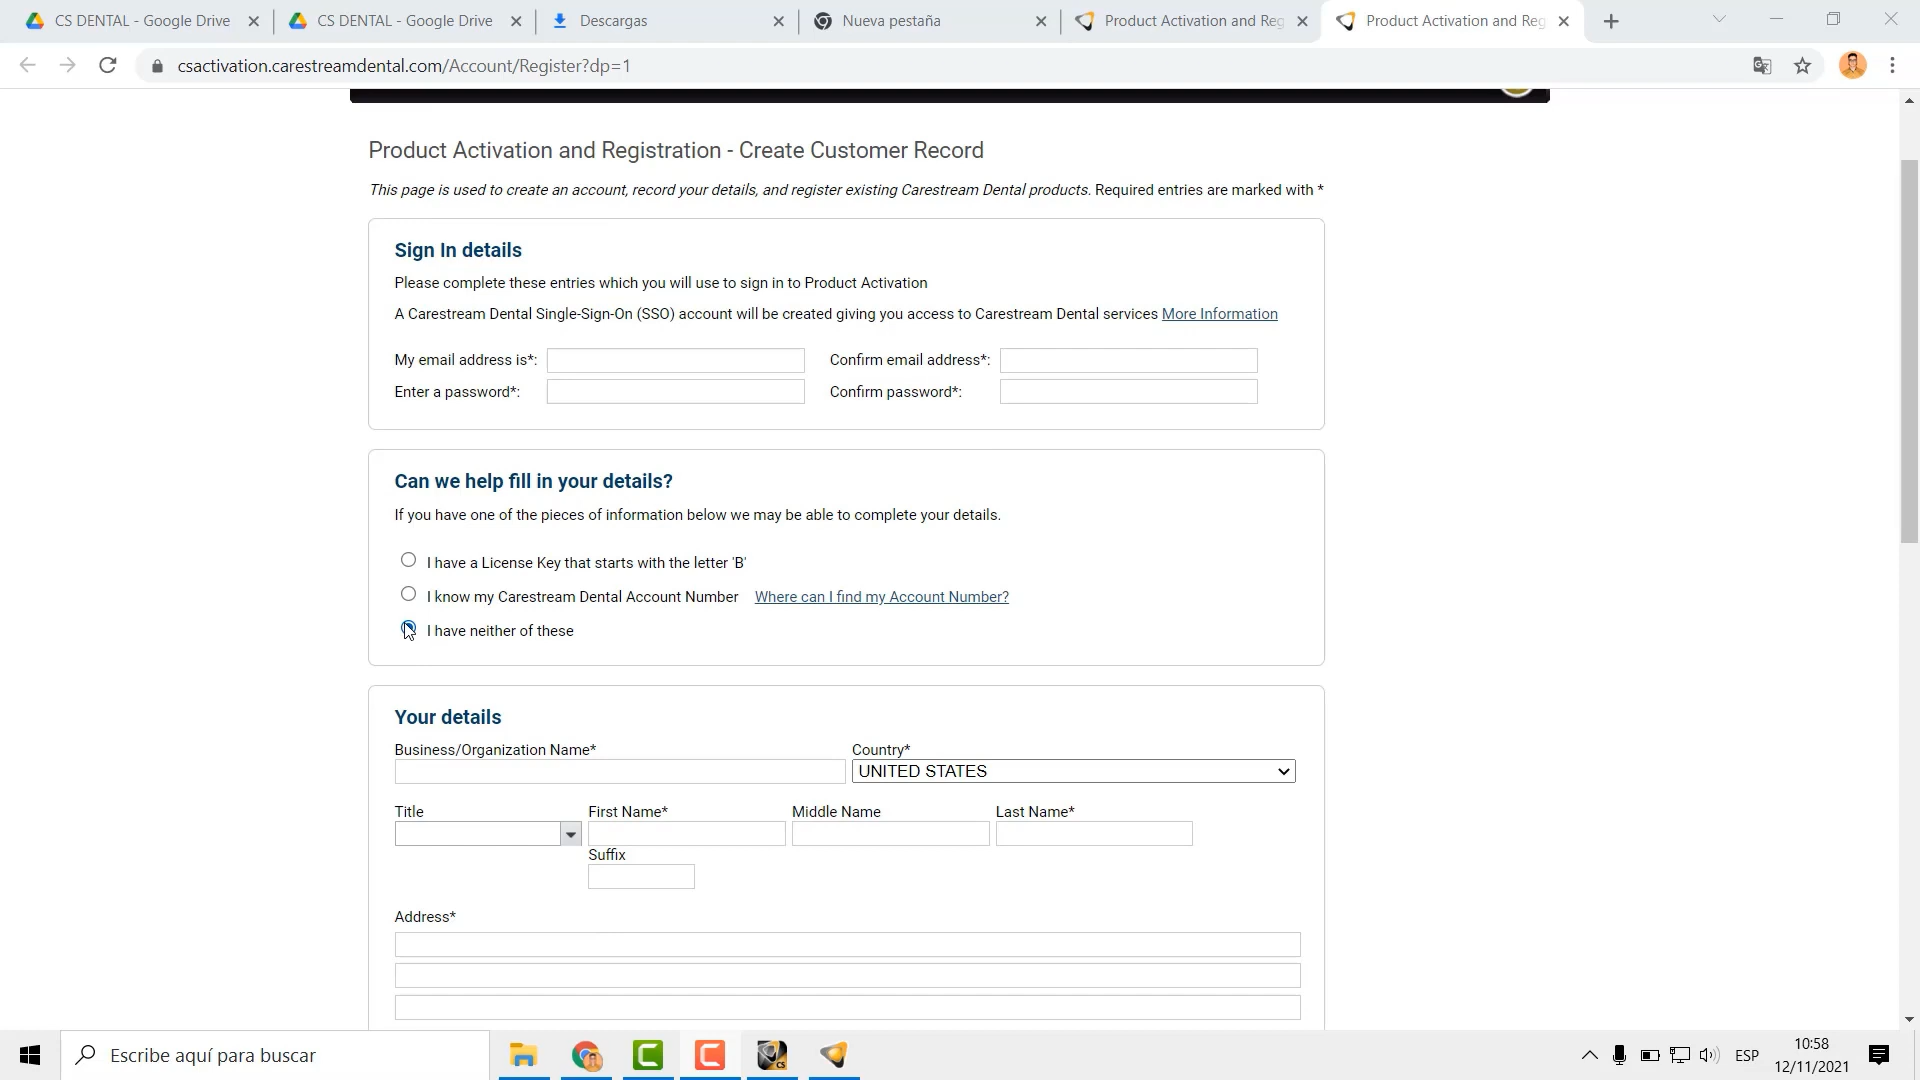 CS DENTAL - Google Drive
CS DENTAL - Google Drive
Descargas
Nueva pestaña
Product Activation and Reg
Product Activation and Reg
csactivation.carestreamdental.com/Account/Register?dp=1
Product Activation and Registration - Create Customer Record
This page is used to create an account, record your details, and register existing Carestream Dental products. Required entries are marked with *
Sign In details
Please complete these entries which you will use to sign in to Product Activation
A Carestream Dental Single-Sign-On (SSO) account will be created giving you access to Carestream Dental services More Information
My email address is*:
Confirm email address*:
Enter a password*:
Confirm password*:
Can we help fill in your details?
If you have one of the pieces of information below we may be able to complete your details.
I have a License Key that starts with the letter 'B'
I know my Carestream Dental Account Number Where can I find my Account Number?
I have neither of these
Your details
Business/Organization Name*
Country*
UNITED STATES
Title
First Name*
Middle Name
Last Name*
Suffix
Address*
Escribe aquí para buscar
CS
ESP
10:58
12/11/2021